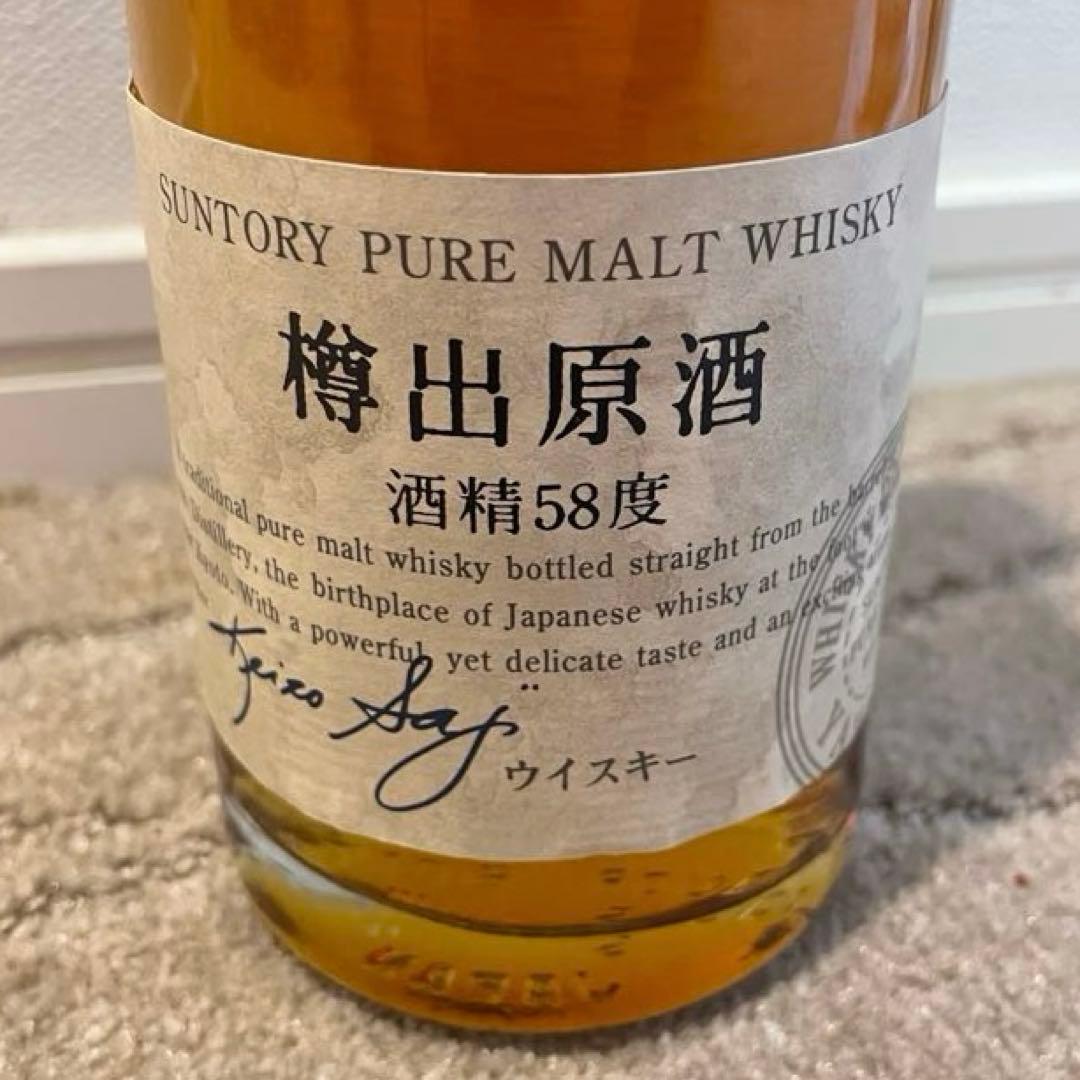 SUNTORY PURE MALT WHISKY
樽出原酒
酒精58度
pure malt whisky bottled straight from the
the birthplace of Japanese whisky at the
With a powerful, yet delicate taste and an
Keizo Saji
ウイスキー